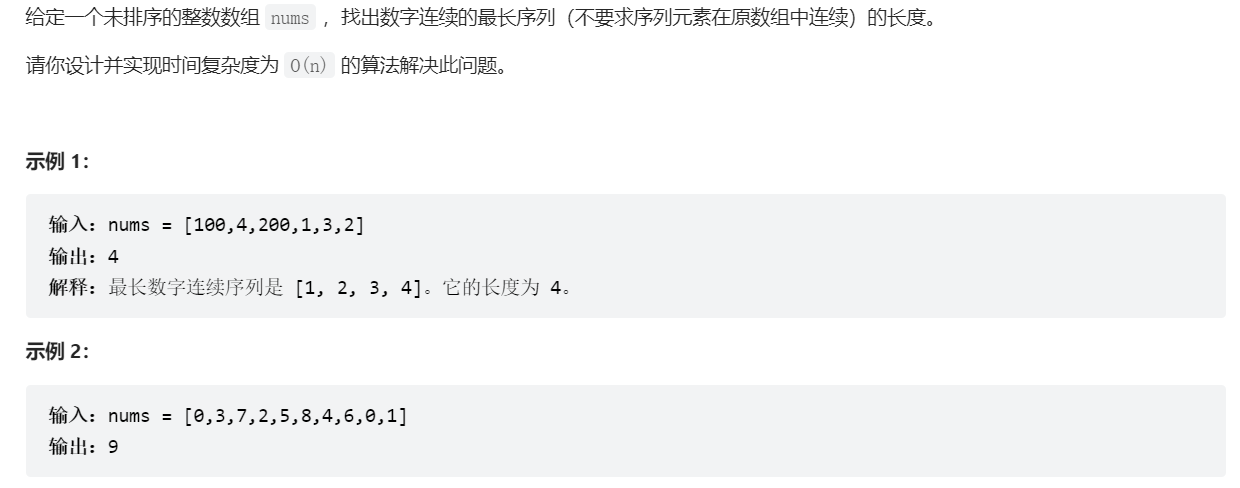 给定一个未排序的整数数组 nums ，找出数字连续的最长序列（不要求序列元素在原数组中连续）的长度。
请你设计并实现时间复杂度为 O(n) 的算法解决此问题。
示例 1：
输入：nums = [100,4,200,1,3,2]
输出：4
解释：最长数字连续序列是 [1, 2, 3, 4]。它的长度为 4。
示例 2：
输入：nums = [0,3,7,2,5,8,4,6,0,1]
输出：9